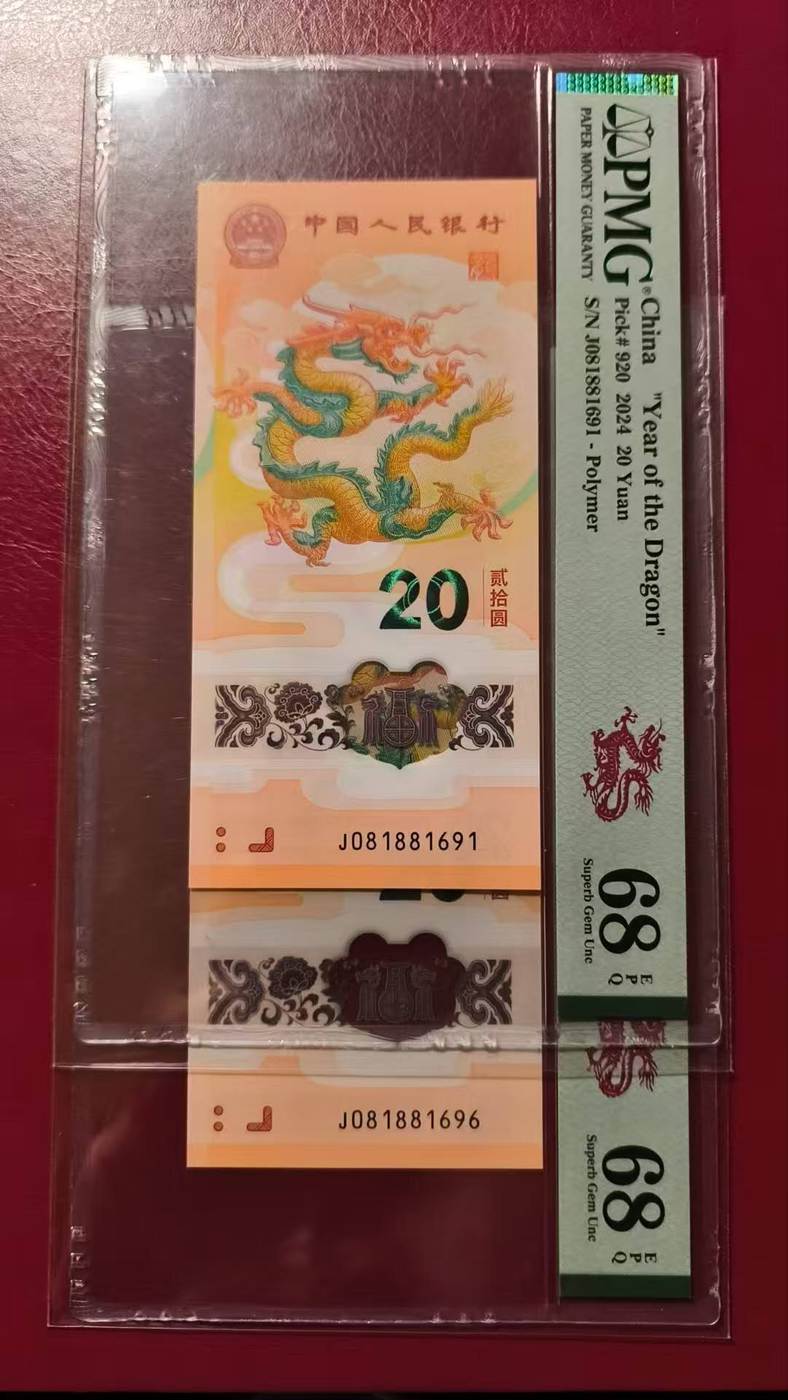 中国人民银行
20
贰拾圆
J081881691
J081881696
PMG®
PAPER MONEY GUARANTY
China "Year of the Dragon"
Pick# 920 2024 20 Yuan
S/N J081881691 - Polymer
68 EPQ
Superb Gem Unc
68 EPQ
Superb Gem Unc